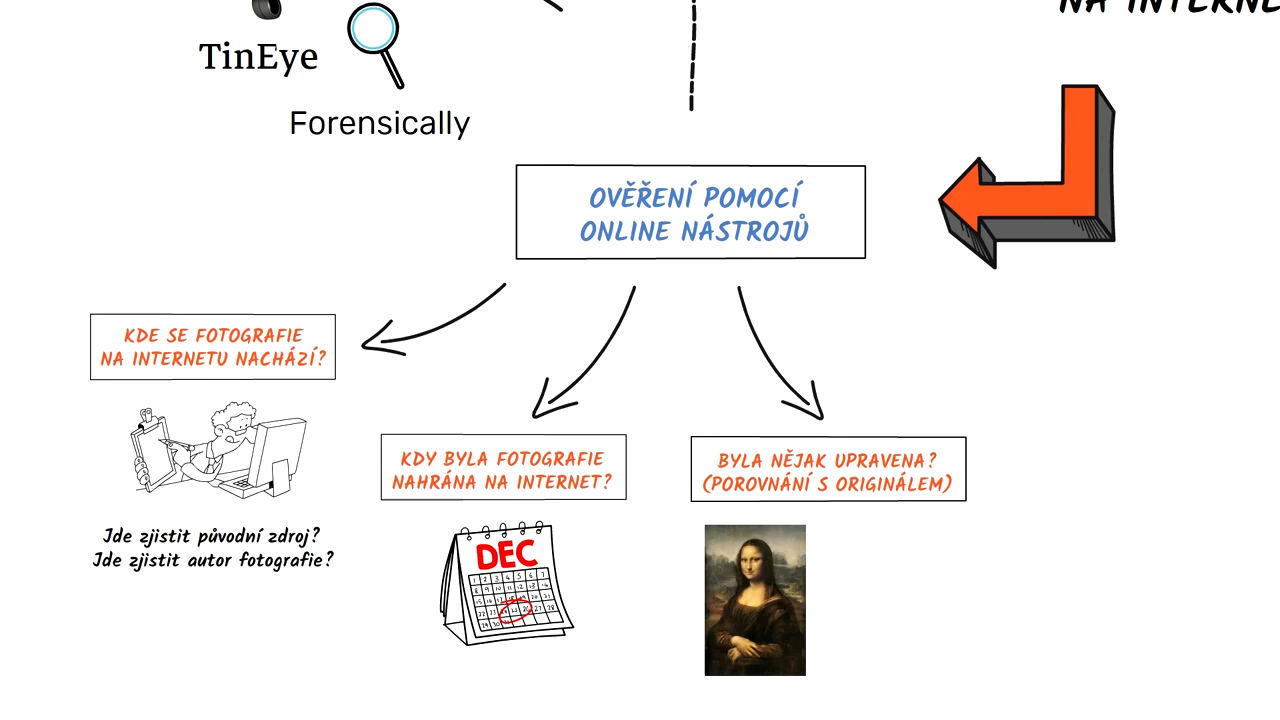 NA INTERNE
TinEye
Forensically
OVĚŘENÍ POMOCÍ
ONLINE NÁSTROJŮ
KDE SE FOTOGRAFIE
NA INTERNETU NACHÁZÍ?
KDY BYLA FOTOGRAFIE
NAHRÁNA NA INTERNET?
BYLA NĚJAK UPRAVENA?
(POROVNÁNÍ S ORIGINÁLEM)
Jde zjistit původní zdroj?
Jde zjistit autor fotografie?
DEC